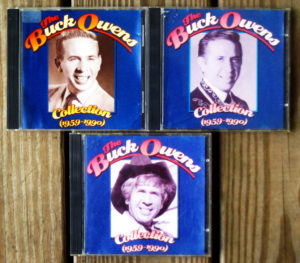 The
Buck Owens
Collection
(1959-1990)
The
Buck Owens
Collection
(1959-1990)
The
Buck Owens
Collection
(1959-1990)